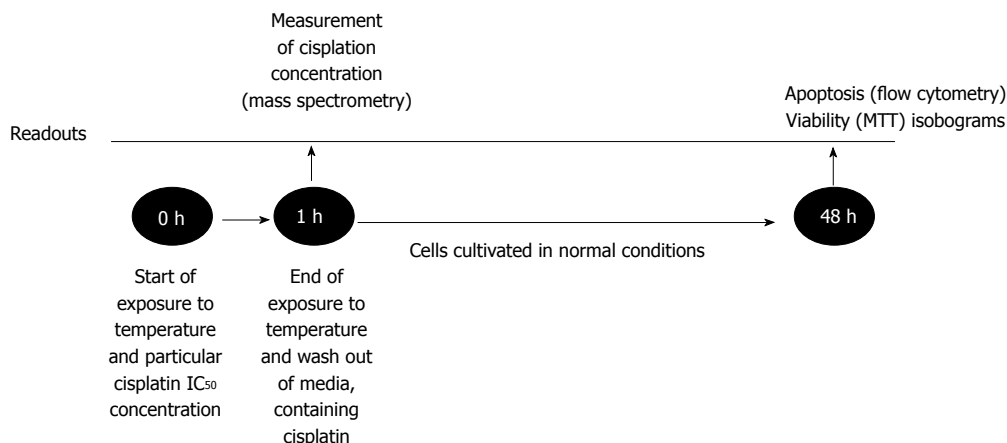 Measurement
of cisplation
concentration
(mass spectrometry)
Apoptosis (flow cytometry)
Viability (MTT) isobograms
Readouts
0 h
1 h
48 h
Cells cultivated in normal conditions
Start of
exposure to
temperature
and particular
cisplatin IC₅₀
concentration
End of
exposure to
temperature
and wash out
of media,
containing
cisplatin